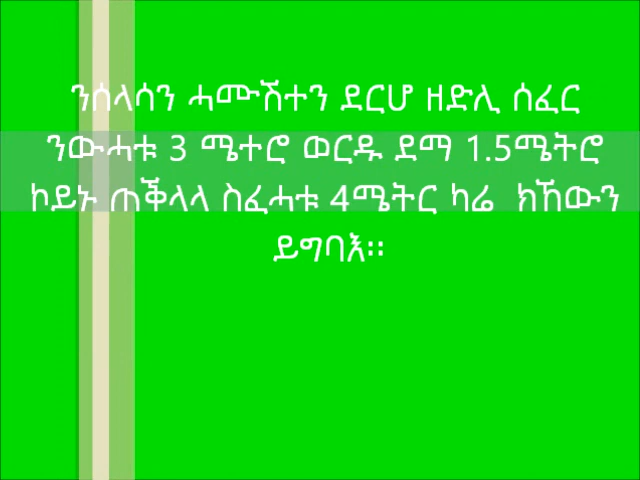 ንሰላሳን ሓሙሽተን ደርሆ ዘድሊ ሰፈር
ንውሓቱ 3 ሜተሮ ወርዱ ደማ 1.5ሜትሮ
ኮይኑ ጠቕላላ ስፈሓቱ 4ሜትር ካሬ ክኸውን
ይግባእ፡፡